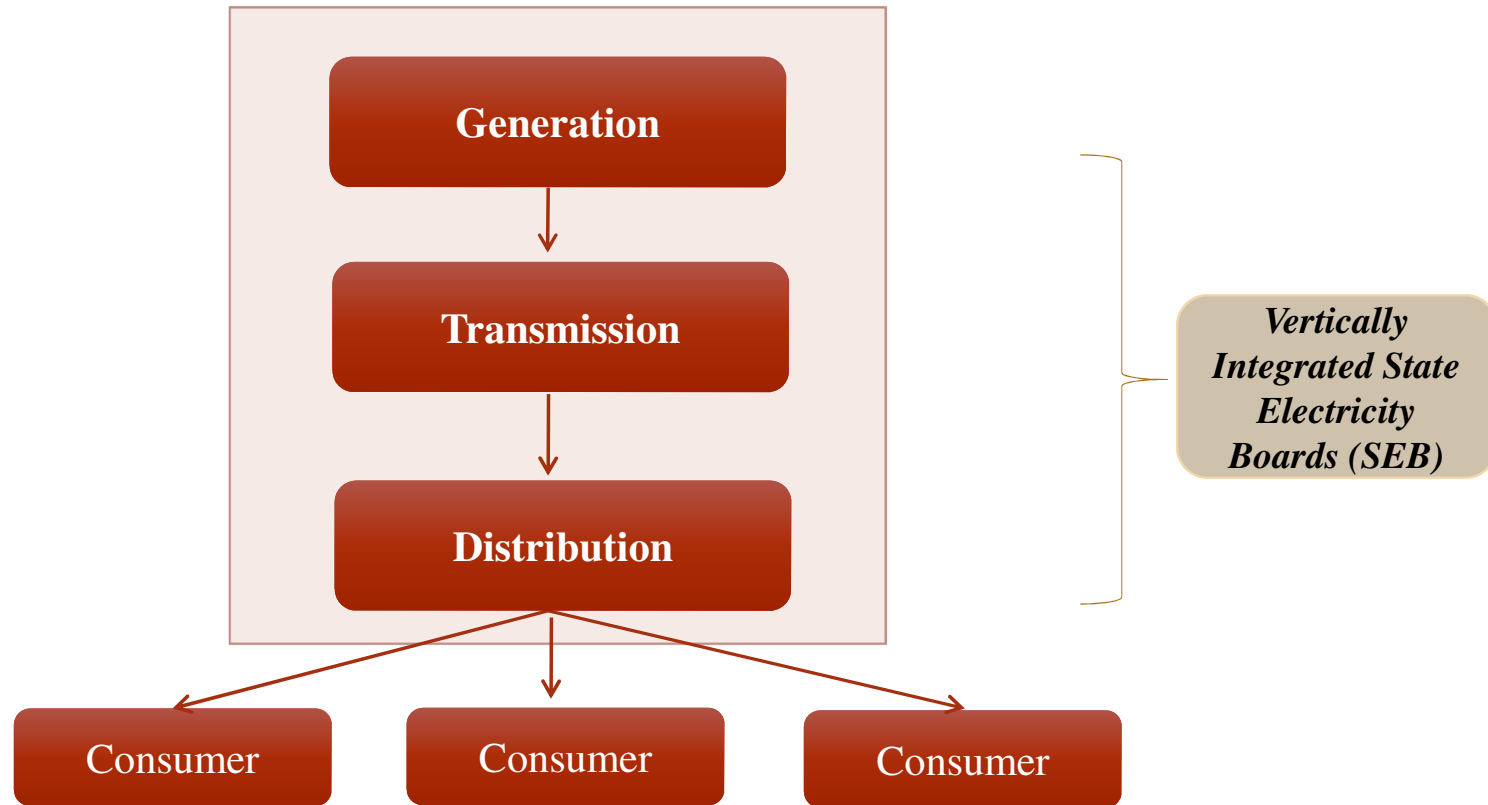 Generation
Transmission
Distribution
Vertically
Integrated State
Electricity
Boards (SEB)
Consumer
Consumer
Consumer